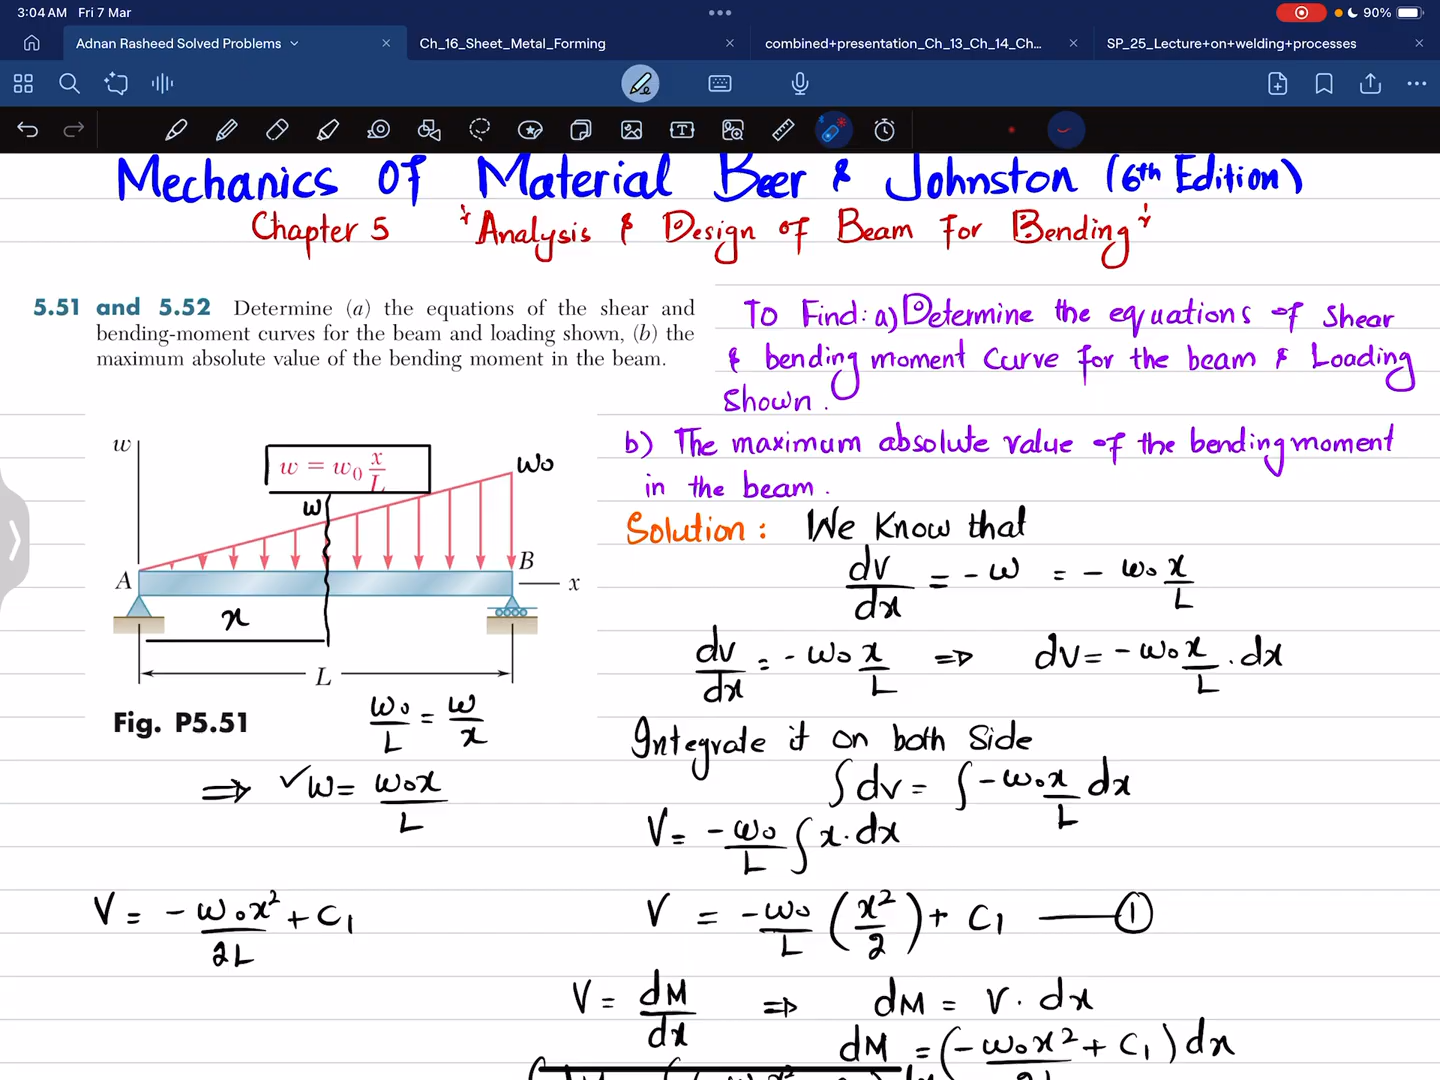 3:04 AM Fri 7 Mar
90%
Adnan Rasheed Solved Problems
Ch_16_Sheet_Metal_Forming
combined+presentation_Ch_13_Ch_14_Ch...
SP_25_Lecture+on+welding+processes
Mechanics Of Material Beer & Johnston (6th Edition)
Chapter 5 "Analysis & Design of Beam For Bending"
5.51 and 5.52 Determine (a) the equations of the shear and
bending-moment curves for the beam and loading shown, (b) the
maximum absolute value of the bending moment in the beam.
To Find: a) Determine the equations of shear
& bending moment Curve for the beam & Loading
Shown.
b) The maximum absolute value of the bending moment
in the beam.
w
w = w₀ x/L
Wo
w
A
B
x
x
L
Fig. P5.51
w₀/L = w/x
⇒ ✓ W = w₀x/L
V = -w₀x²/2L + C₁
Solution: We Know that
dv/dx = -w = -w₀ x/L
dv/dx = -w₀ x/L ⇒ dv = -w₀ x/L . dx
Integrate it on both Side
∫dv = ∫-w₀ x/L dx
V = -w₀/L ∫x.dx
V = -w₀/L (x²/2) + C₁ —— ①
V = dM/dx ⇒ dM = V. dx
dM = (-w₀x²/2L + C₁) dx